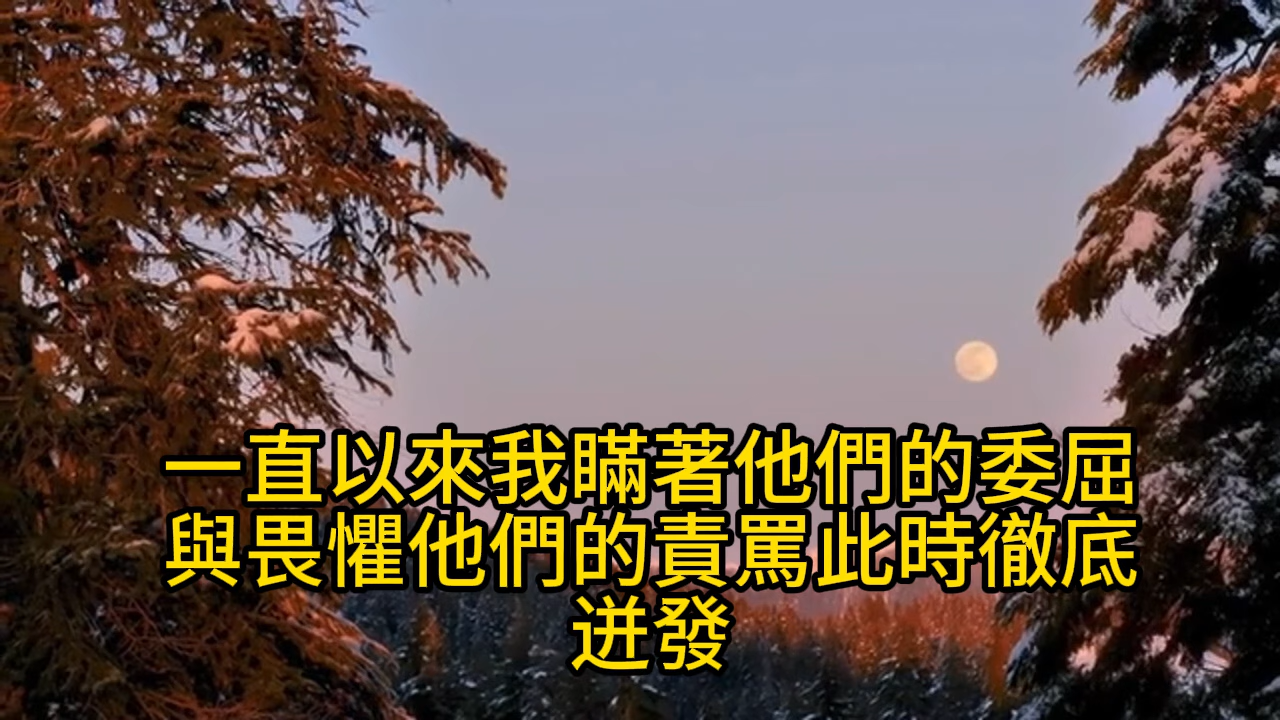 一直以來我瞞著他們的委屈
與畏懼他們的責罵此時徹底
迸發